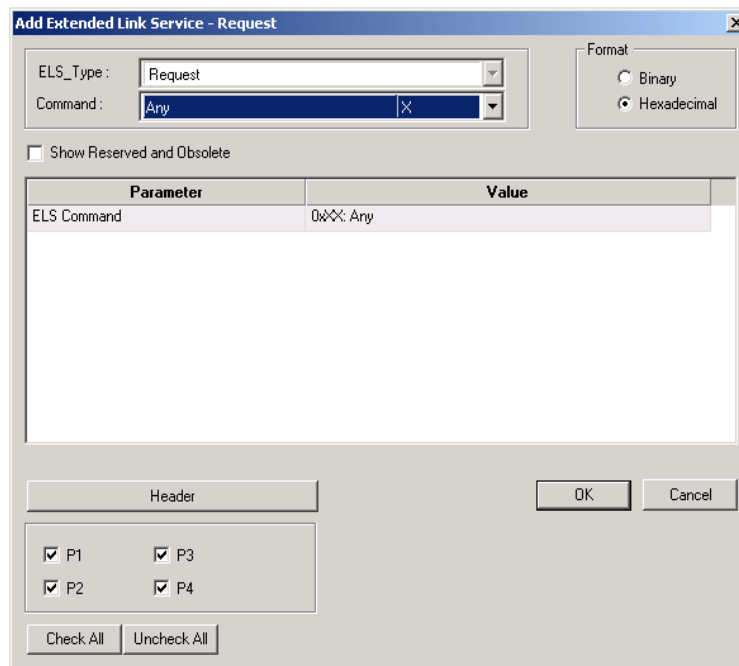 Add Extended Link Service - Request
Format
ELS_Type : Request
Binary
Command : Any X
Hexadecimal
Show Reserved and Obsolete
Parameter Value
ELS Command 0xXX: Any
Header OK Cancel
P1 P3
P2 P4
Check All Uncheck All